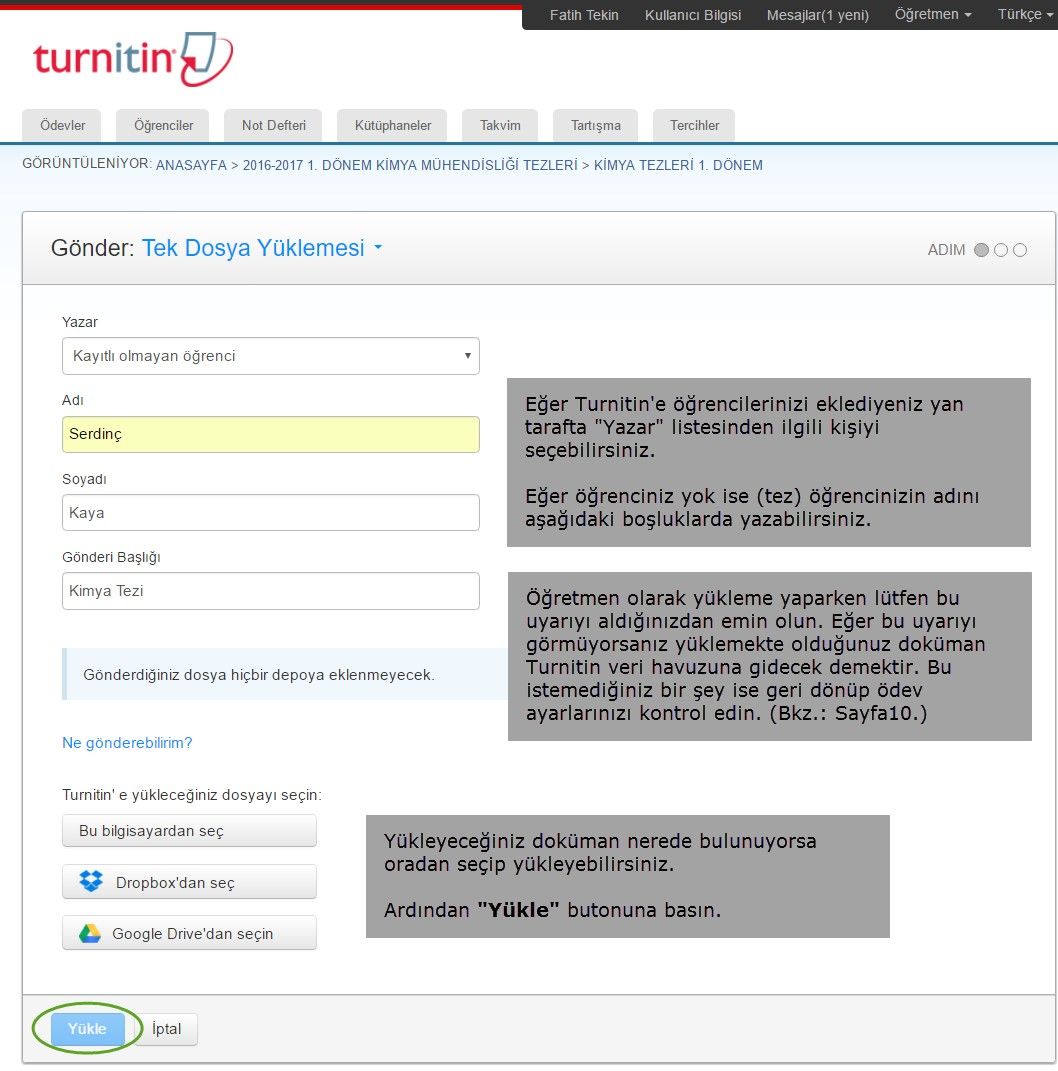 Fatih Tekin Kullanıcı Bilgisi Mesajlar(1 yeni) Öğretmen Türkçe
turnitin
Ödevler Öğrenciler Not Defteri Kütüphaneler Takvim Tartışma Tercihler
GÖRÜNTÜLENİYOR: ANASAYFA > 2016-2017 1. DÖNEM KİMYA MÜHENDİSLİĞİ TEZLERİ > KİMYA TEZLERİ 1. DÖNEM
Gönder: Tek Dosya Yüklemesi
ADIM
Yazar
Kayıtlı olmayan öğrenci
Adı
Serdinç
Soyadı
Kaya
Gönderi Başlığı
Kimya Tezi
Eğer Turnitin'e öğrencilerinizi eklediyeniz yan
tarafta "Yazar" listesinden ilgili kişiyi
seçebilirsiniz.
Eğer öğrenciniz yok ise (tez) öğrencinizin adını
aşağıdaki boşluklarda yazabilirsiniz.
Öğretmen olarak yükleme yaparken lütfen bu
uyarıyı aldığınızdan emin olun. Eğer bu uyarıyı
görmüyorsanız yüklemekte olduğunuz doküman
Turnitin veri havuzuna gidecek demektir. Bu
istemediğiniz bir şey ise geri dönüp ödev
ayarlarınızı kontrol edin. (Bkz.: Sayfa10.)
Gönderdiğiniz dosya hiçbir depoya eklenmeyecek.
Ne gönderebilirim?
Turnitin' e yükleceğiniz dosyayı seçin:
Bu bilgisayardan seç
Dropbox'dan seç
Google Drive'dan seçin
Yükleyeceğiniz doküman nerede bulunuyorsa
oradan seçip yükleyebilirsiniz.
Ardından "Yükle" butonuna basın.
Yükle İptal